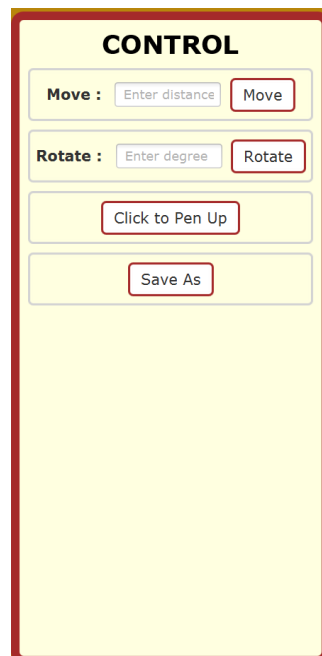 CONTROL
Move : Enter distance Move
Rotate : Enter degree Rotate
Click to Pen Up
Save As